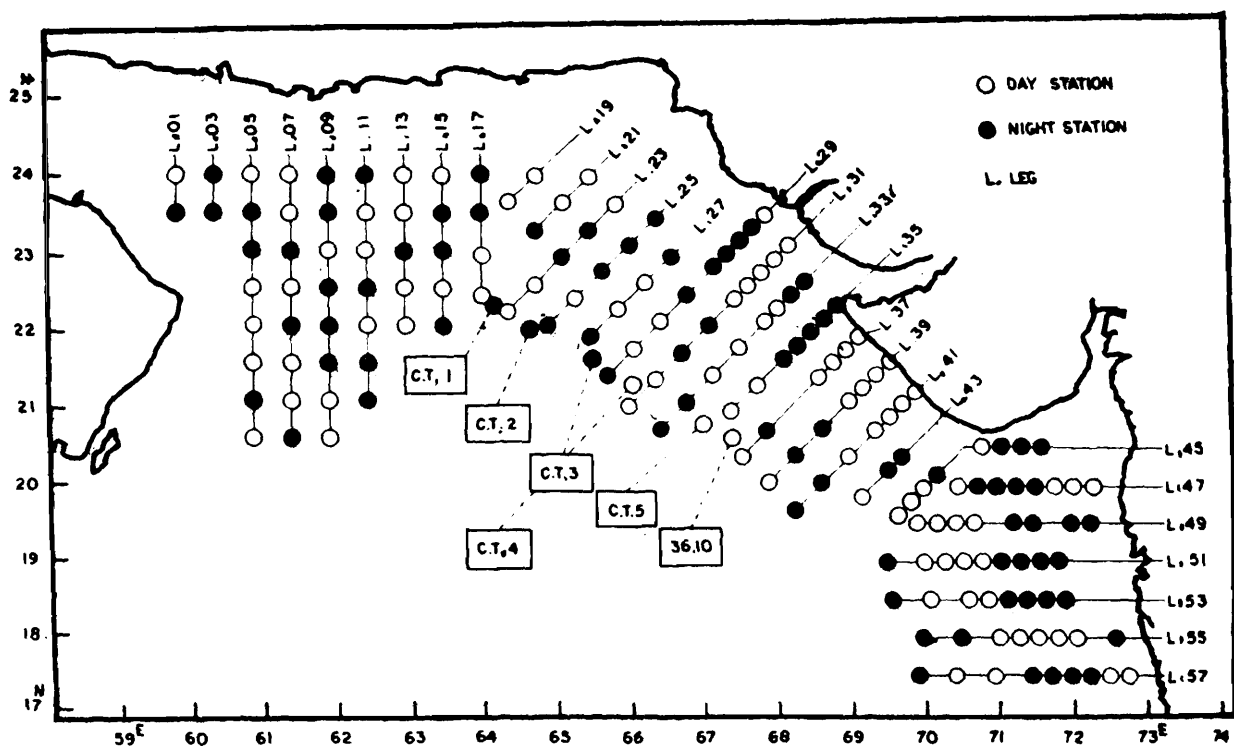 DAY STATION
NIGHT STATION
L. LEG
L.01
L.03
L.05
L.07
L.09
L.11
L.13
L.15
L.17
L.19
L.21
L.23
L.25
L.27
L.29
L.31
L.33
L.35
L.37
L.39
L.41
L.43
L.45
L.47
L.49
L.51
L.53
L.55
L.57
C.T, 1
C.T, 2
C.T, 3
C.T, 4
C.T.5
36.10
N
25
24
23
22
21
20
19
18
N
17
59E 60 61 62 63 64 65 66 67 68 69 70 71 72 73E 74